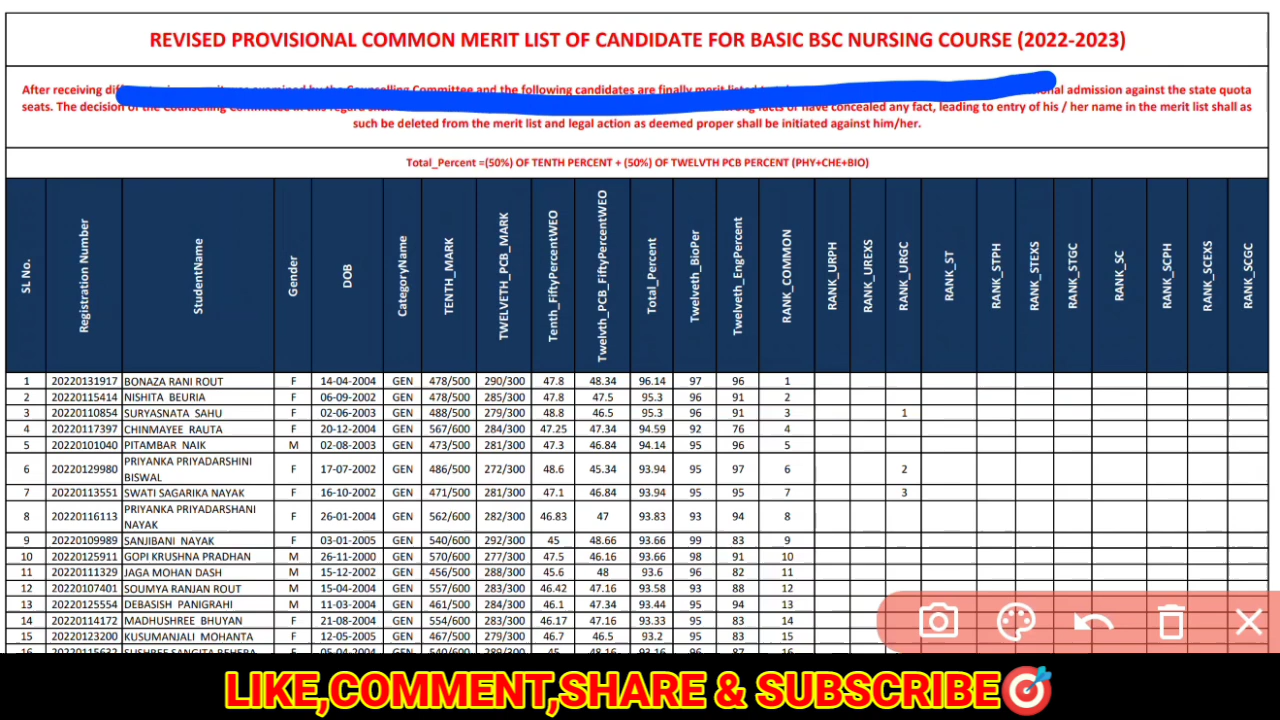 REVISED PROVISIONAL COMMON MERIT LIST OF CANDIDATE FOR BASIC BSC NURSING COURSE (2022-2023)
After receiving admission against the state quota
seats. The decision or have concealed any fact, leading to entry of his / her name in the merit list shall as
such be deleted from the merit list and legal action as deemed proper shall be initiated against him/her.
Total_Percent =(50%) OF TENTH PERCENT + (50%) OF TWELVTH PCB PERCENT (PHY+CHE+BIO)
SL No. Registration Number StudentName Gender DOB CategoryName TENTH_MARK TWELVETH_PCB_MARK Tenth_FiftyPercentWEO Twelvth_PCB_FiftyPercentWEO Total_Percent Twelveth_BioPer Twelveth_EngPercent RANK_COMMON RANK_URPH RANK_UREXS RANK_URGC RANK_ST RANK_STPH RANK_STEXS RANK_STGC RANK_SC RANK_SCPH RANK_SCEXS RANK_SCGC
1 20220131917 BONAZA RANI ROUT F 14-04-2004 GEN 478/500 290/300 47.8 48.34 96.14 97 96 1
2 20220115414 NISHITA BEURIA F 06-09-2002 GEN 478/500 285/300 47.8 47.5 95.3 96 91 2
3 20220110854 SURYASNATA SAHU F 02-06-2003 GEN 488/500 279/300 48.8 46.5 95.3 96 91 3 1
4 20220117397 CHINMAYEE RAUTA F 20-12-2004 GEN 567/600 284/300 47.25 47.34 94.59 92 76 4
5 20220101040 PITAMBAR NAIK M 02-08-2003 GEN 473/500 281/300 47.3 46.84 94.14 95 96 5
6 20220129980 PRIYANKA PRIYADARSHINI BISWAL F 17-07-2002 GEN 486/500 272/300 48.6 45.34 93.94 95 97 6 2
7 20220113551 SWATI SAGARIKA NAYAK F 16-10-2002 GEN 471/500 281/300 47.1 46.84 93.94 95 95 7 3
8 20220116113 PRIYANKA PRIYADARSHANI NAYAK F 26-01-2004 GEN 562/600 282/300 46.83 47 93.83 93 94 8
9 20220109989 SANJIBANI NAYAK F 03-01-2005 GEN 540/600 292/300 45 48.66 93.66 99 83 9
10 20220125911 GOPI KRUSHNA PRADHAN M 26-11-2000 GEN 570/600 277/300 47.5 46.16 93.66 98 91 10
11 20220111329 JAGA MOHAN DASH M 15-12-2002 GEN 456/500 288/300 45.6 48 93.6 96 82 11
12 20220107401 SOUMYA RANJAN ROUT M 15-04-2004 GEN 557/600 283/300 46.42 47.16 93.58 93 88 12
13 20220125554 DEBASISH PANIGRAHI M 11-03-2004 GEN 461/500 284/300 46.1 47.34 93.44 95 94 13
14 20220114172 MADHUSHREE BHUYAN F 21-08-2004 GEN 554/600 283/300 46.17 47.16 93.33 95 83 14
15 20220123200 KUSUMANJALI MOHANTA F 12-05-2005 GEN 467/500 279/300 46.7 46.5 93.2 95 83 15
LIKE,COMMENT,SHARE & SUBSCRIBE🎯